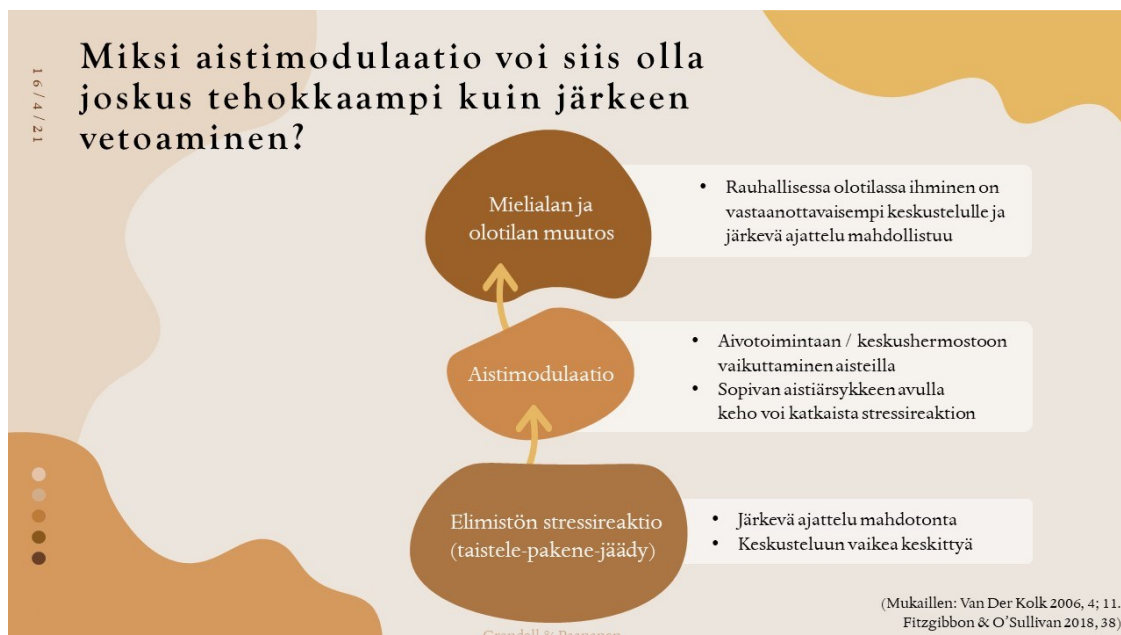 16/4/21
Miksi aistimodulaatio voi siis olla
joskus tehokkaampi kuin järkeen
vetoaminen?
Mielialan ja
olotilan muutos
• Rauhallisessa olotilassa ihminen on
vastaanottavaisempi keskustelulle ja
järkevä ajattelu mahdollistuu
Aistimodulaatio
• Aivotoimintaan / keskushermostoon
vaikuttaminen aisteilla
• Sopivan aistiärsykkeen avulla
keho voi katkaista stressireaktion
Elimistön stressireaktio
(taistele-pakene-jäädy)
• Järkevä ajattelu mahdotonta
• Keskusteluun vaikea keskittyä
(Mukaillen: Van Der Kolk 2006, 4; 11.
Fitzgibbon & O’Sullivan 2018, 38)